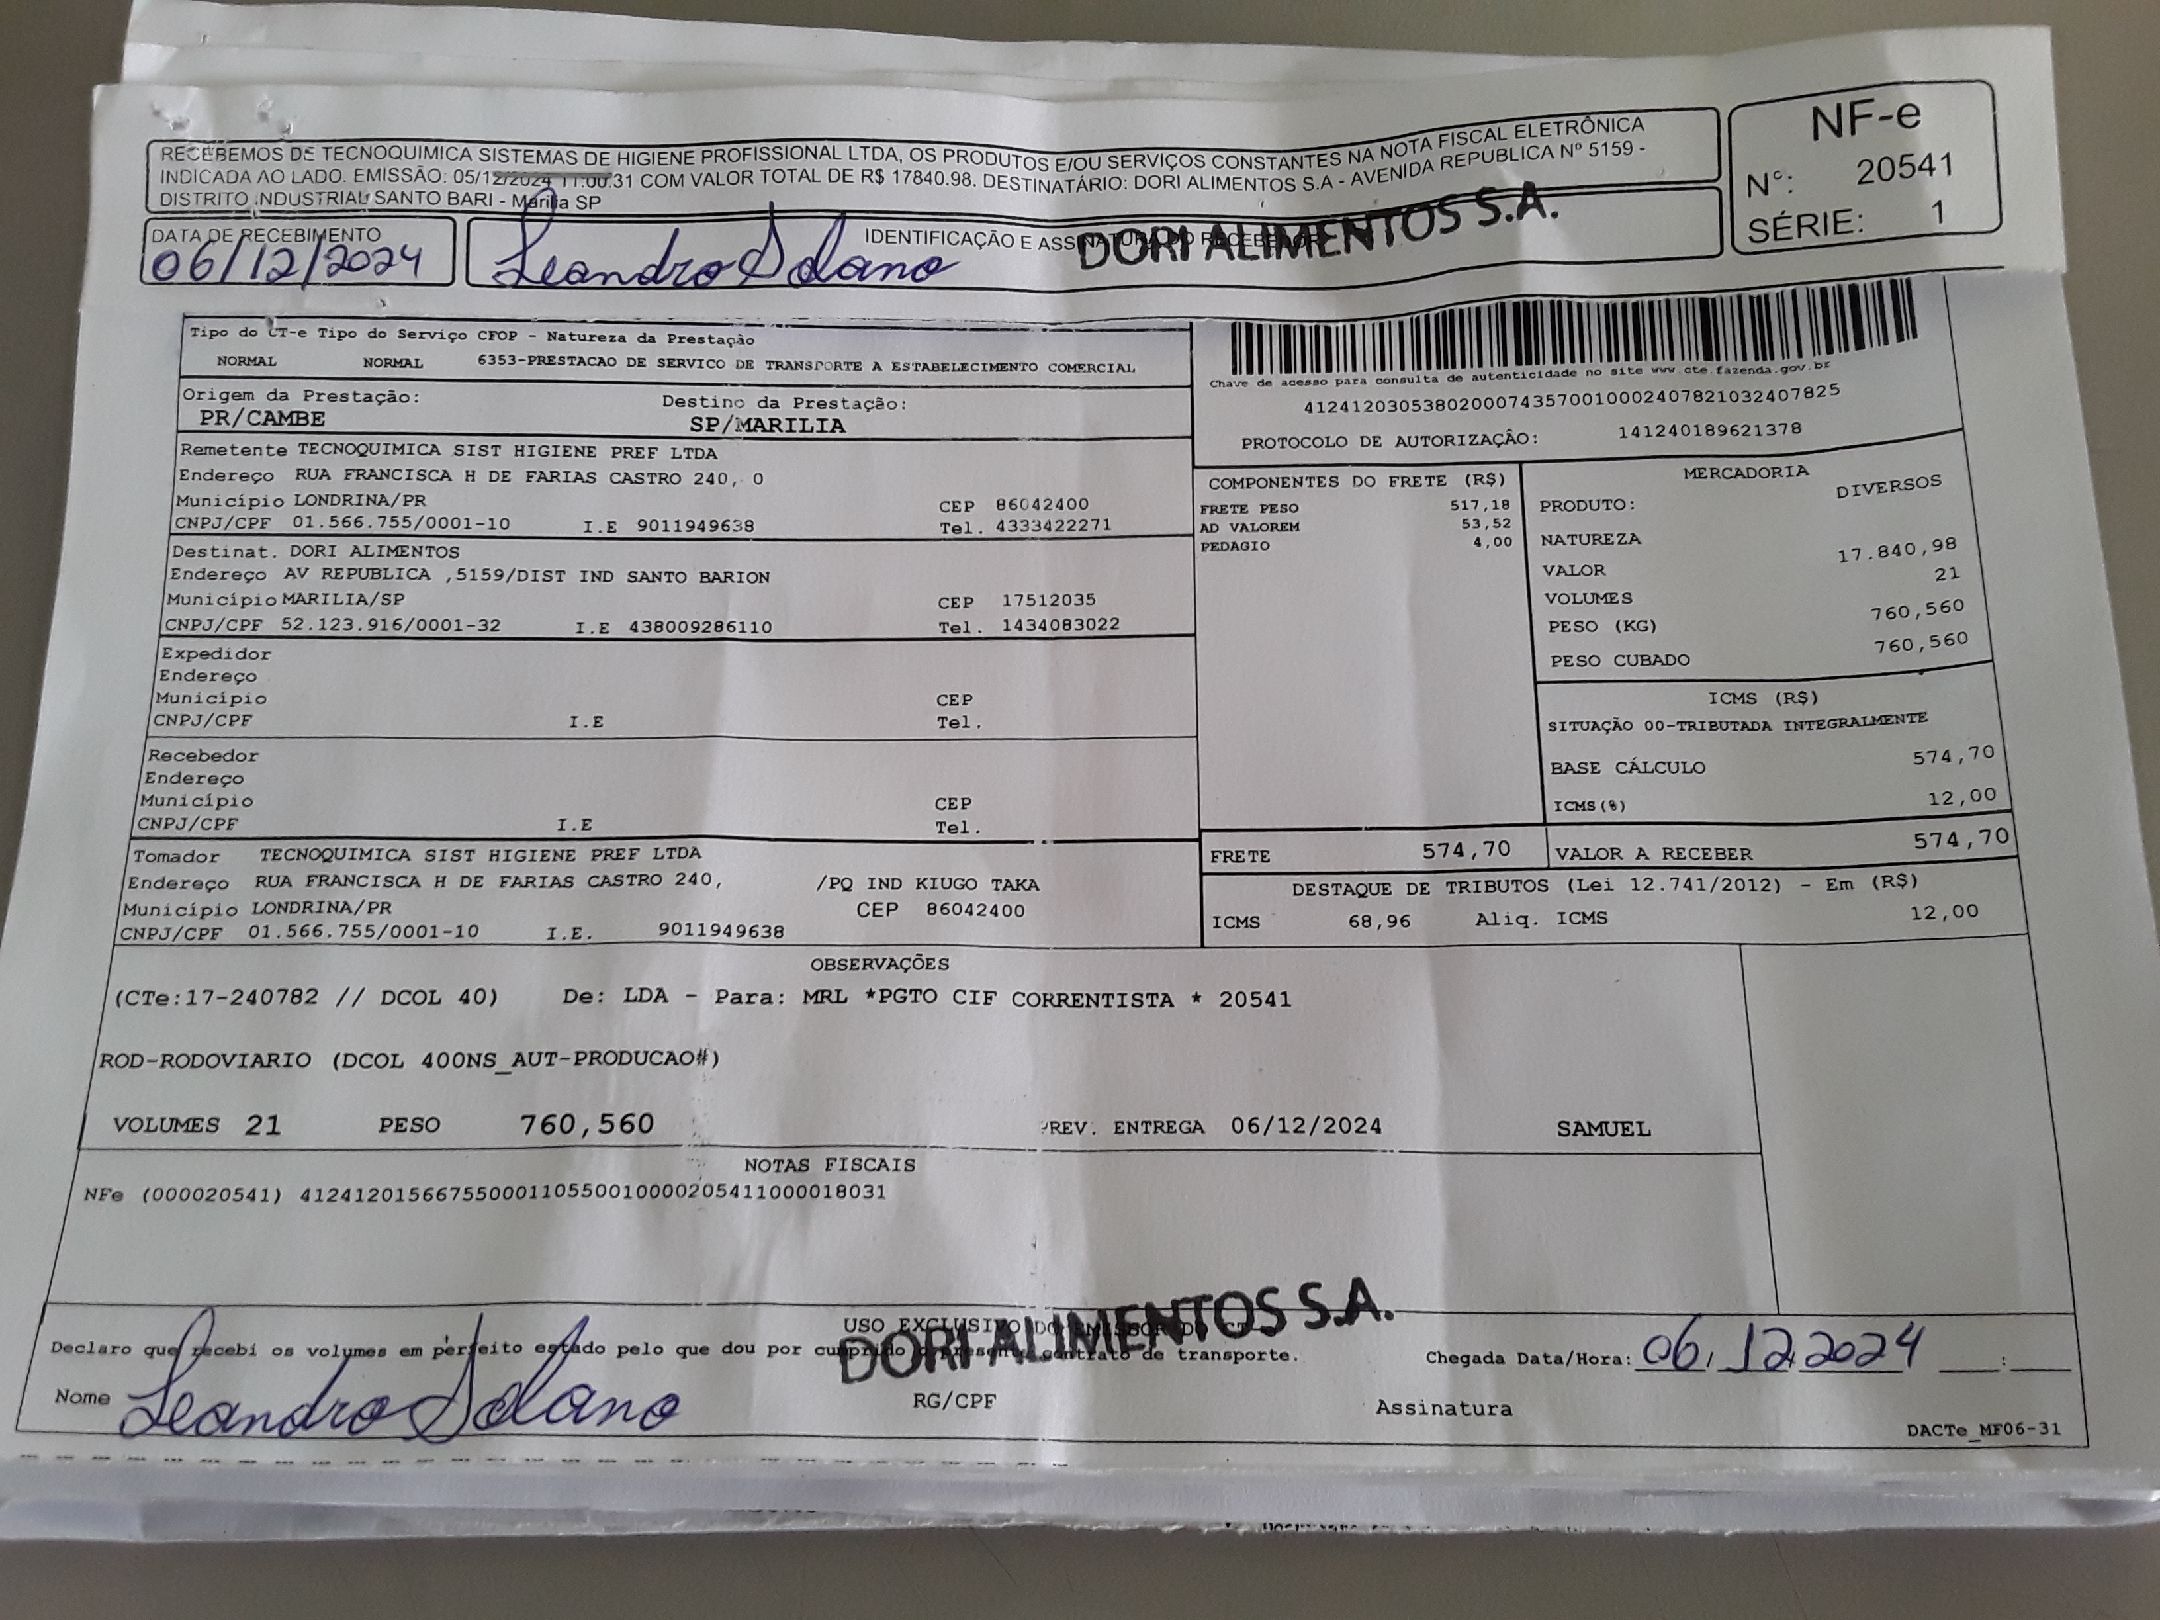 RECEBEMOS DE TECNOQUIMICA SISTEMAS DE HIGIENE PROFISSIONAL LTDA, OS PRODUTOS E/OU SERVIÇOS CONSTANTES NA NOTA FISCAL ELETRÔNICA
INDICADA AO LADO. EMISSÃO: 05/12/2024 11:00:31 COM VALOR TOTAL DE R$ 17840.98. DESTINATÁRIO: DORI ALIMENTOS S.A - AVENIDA REPUBLICA Nº 5159 -
DISTRITO INDUSTRIAL SANTO BARI - Marilia SP
NF-e
Nº: 20541
SÉRIE: 1
DATA DE RECEBIMENTO
06/12/2024
IDENTIFICAÇÃO E ASSINATURA DO RECEBEDOR
Leandro Solano
DORI ALIMENTOS S.A.
Tipo do CT-e Tipo do Serviço CFOP - Natureza da Prestação
NORMAL NORMAL 6353-PRESTACAO DE SERVICO DE TRANSPORTE A ESTABELECIMENTO COMERCIAL
Chave de acesso para consulta de autenticidade no site www.cte.fazenda.gov.br
41241203053802000743570010002407821032407825
PROTOCOLO DE AUTORIZAÇÃO: 141240189621378
Origem da Prestação: Destino da Prestação:
PR/CAMBE SP/MARILIA
Remetente TECNOQUIMICA SIST HIGIENE PREF LTDA
Endereço RUA FRANCISCA H DE FARIAS CASTRO 240, 0
Município LONDRINA/PR CEP 86042400
CNPJ/CPF 01.566.755/0001-10 I.E 9011949638 Tel. 4333422271
Destinat. DORI ALIMENTOS
Endereço AV REPUBLICA ,5159/DIST IND SANTO BARION
Município MARILIA/SP CEP 17512035
CNPJ/CPF 52.123.916/0001-32 I.E 438009286110 Tel. 1434083022
Expedidor
Endereço
Município CEP
CNPJ/CPF I.E Tel.
Recebedor
Endereço
Município CEP
CNPJ/CPF I.E Tel.
Tomador TECNOQUIMICA SIST HIGIENE PREF LTDA
Endereço RUA FRANCISCA H DE FARIAS CASTRO 240, /PQ IND KIUGO TAKA
Município LONDRINA/PR CEP 86042400
CNPJ/CPF 01.566.755/0001-10 I.E. 9011949638
COMPONENTES DO FRETE (R$)
FRETE PESO 517,18
AD VALOREM 53,52
PEDAGIO 4,00
MERCADORIA
PRODUTO: DIVERSOS
NATUREZA
VALOR 17.840,98
VOLUMES 21
PESO (KG) 760,560
PESO CUBADO 760,560
ICMS (R$)
SITUAÇÃO 00-TRIBUTADA INTEGRALMENTE
BASE CÁLCULO 574,70
ICMS(%) 12,00
FRETE 574,70 VALOR A RECEBER 574,70
DESTAQUE DE TRIBUTOS (Lei 12.741/2012) - Em (R$)
ICMS 68,96 Aliq. ICMS 12,00
OBSERVAÇÕES
(CTe:17-240782 // DCOL 40) De: LDA - Para: MRL *PGTO CIF CORRENTISTA * 20541
ROD-RODOVIARIO (DCOL 400NS_AUT-PRODUCAO#)
VOLUMES 21 PESO 760,560 PREV. ENTREGA 06/12/2024 SAMUEL
NOTAS FISCAIS
NFe (000020541) 41241201566755000110550010000205411000018031
USO EXCLUSIVO DO EMISSOR DO CT
DORI ALIMENTOS S.A.
Declaro que recebi os volumes em perfeito estado pelo que dou por cumprido o presente contrato de transporte.
Chegada Data/Hora: 06.12.2024 __:__
Nome Leandro Solano RG/CPF Assinatura
DACTe_MF06-31